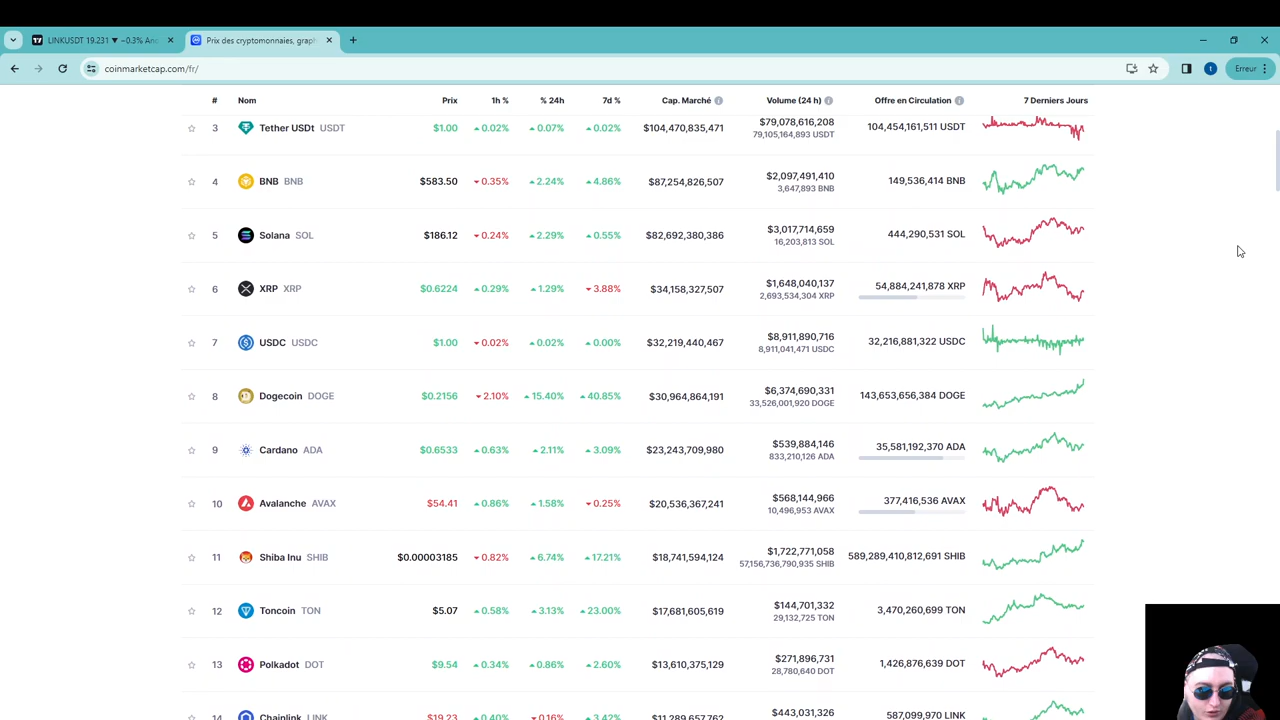 LINKUSDT 19.231 ▼ −0.3% Anc
Prix des cryptomonnaies, graph
coinmarketcap.com/fr/
t
Erreur
# Nom Prix 1h % % 24h 7d % Cap. Marché Volume (24 h) Offre en Circulation 7 Derniers Jours
3 Tether USDt USDT $1.00 0.02% 0.07% 0.02% $104,470,835,471 $79,078,616,208 104,454,161,511 USDT
79,105,164,893 USDT
4 BNB BNB $583.50 0.35% 2.24% 4.86% $87,254,826,507 $2,097,491,410 149,536,414 BNB
3,647,893 BNB
5 Solana SOL $186.12 0.24% 2.29% 0.55% $82,692,380,386 $3,017,714,659 444,290,531 SOL
16,203,813 SOL
6 XRP XRP $0.6224 0.29% 1.29% 3.88% $34,158,327,507 $1,648,040,137 54,884,241,878 XRP
2,693,534,304 XRP
7 USDC USDC $1.00 0.02% 0.02% 0.00% $32,219,440,467 $8,911,890,716 32,216,881,322 USDC
8,911,041,471 USDC
8 Dogecoin DOGE $0.2156 2.10% 15.40% 40.85% $30,964,864,191 $6,374,690,331 143,653,656,384 DOGE
33,526,001,920 DOGE
9 Cardano ADA $0.6533 0.63% 2.11% 3.09% $23,243,709,980 $539,884,146 35,581,192,370 ADA
833,210,126 ADA
10 Avalanche AVAX $54.41 0.86% 1.58% 0.25% $20,536,367,241 $568,144,966 377,416,536 AVAX
10,496,953 AVAX
11 Shiba Inu SHIB $0.00003185 0.82% 6.74% 17.21% $18,741,594,124 $1,722,771,058 589,289,410,812,691 SHIB
57,156,736,790,935 SHIB
12 Toncoin TON $5.07 0.58% 3.13% 23.00% $17,681,605,619 $144,701,332 3,470,260,699 TON
29,132,725 TON
13 Polkadot DOT $9.54 0.34% 0.86% 2.60% $13,610,375,129 $271,896,731 1,426,876,639 DOT
28,780,640 DOT
14 Chainlink LINK $19.23 0.40% 0.16% 3.42% $11,289,657,762 $443,031,326 587,099,970 LINK